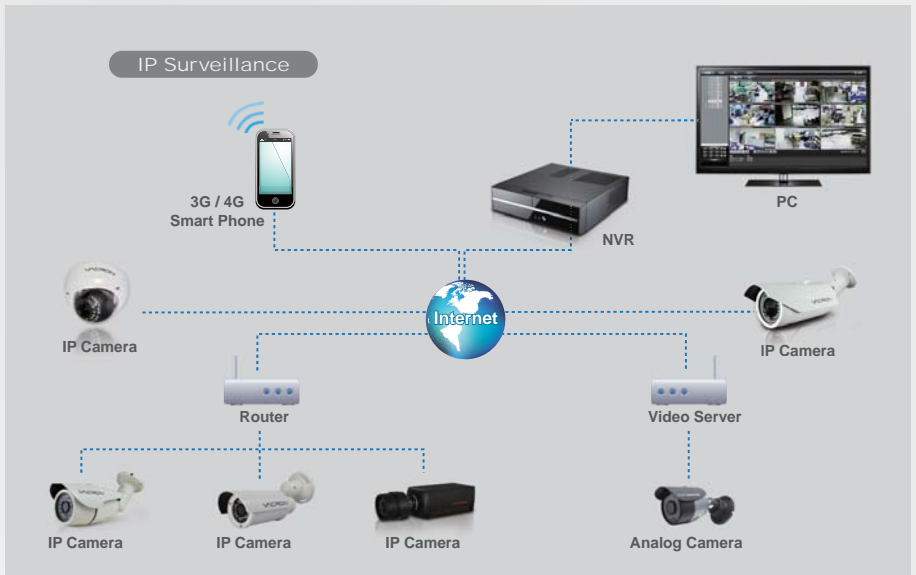 IP Surveillance
3G / 4G
Smart Phone
NVR
PC
IP Camera
Internet
IP Camera
Router
Video Server
IP Camera
IP Camera
IP Camera
Analog Camera